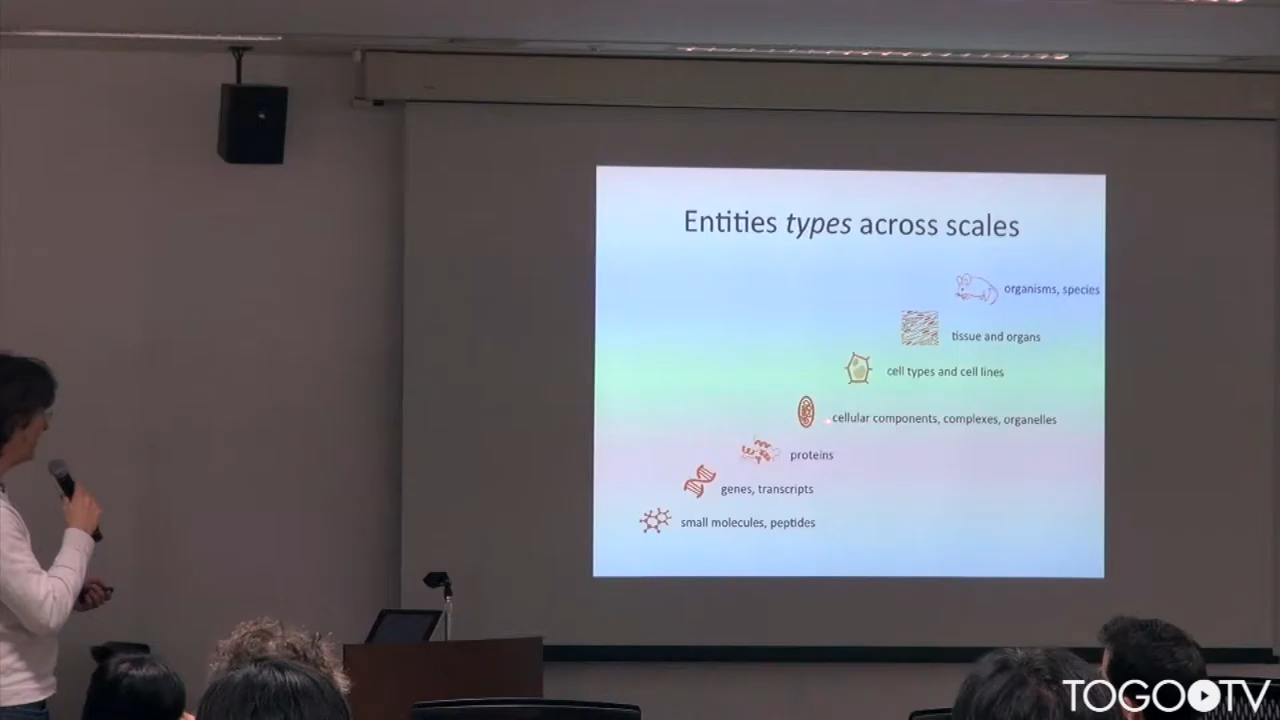 Entities types across scales
organisms, species
tissue and organs
cell types and cell lines
cellular components, complexes, organelles
proteins
genes, transcripts
small molecules, peptides
TOGOTV